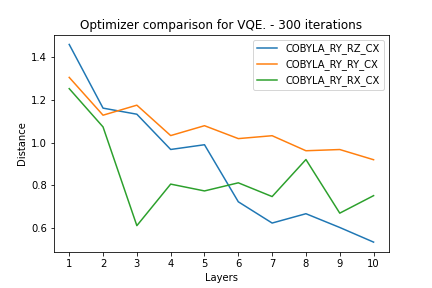 Optimizer comparison for VQE. - 300 iterations
COBYLA_RY_RZ_CX
COBYLA_RY_RY_CX
COBYLA_RY_RX_CX
Distance
1.4
1.2
1.0
0.8
0.6
1 2 3 4 5 6 7 8 9 10
Layers